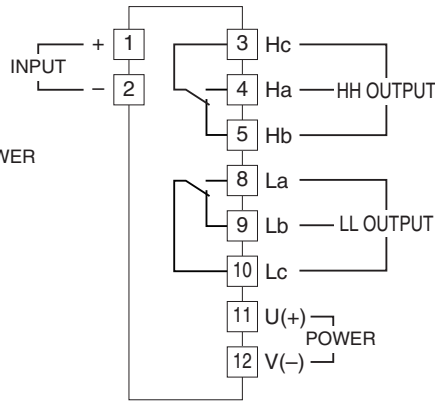 1 + INPUT
2 –
3 Hc
4 Ha HH OUTPUT
5 Hb
WER
8 La
9 Lb LL OUTPUT
10 Lc
11 U(+)
POWER
12 V(–)